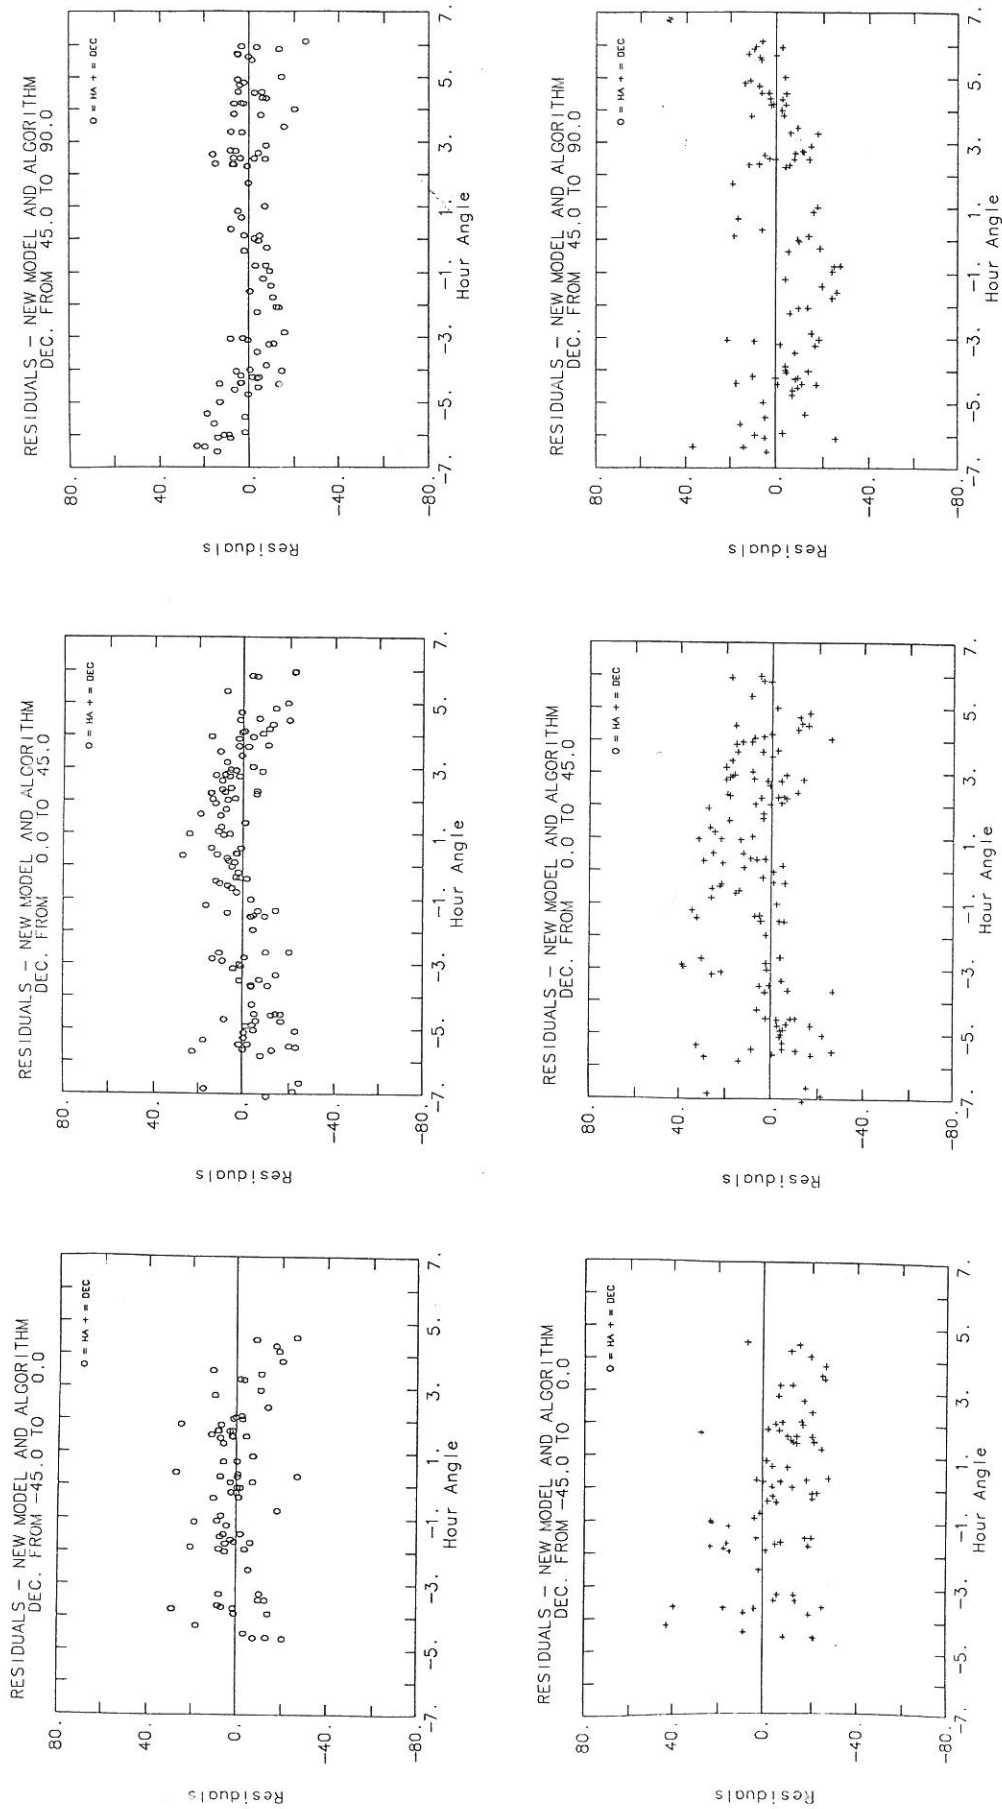 RESIDUALS – NEW MODEL AND ALGORITHM
DEC. FROM -45.0 TO 0.0
O = HA + = DEC
80.
40.
0.
-40.
-80.
Residuals
-7. -5. -3. -1. 1. 3. 5. 7.
Hour Angle
RESIDUALS – NEW MODEL AND ALGORITHM
DEC. FROM 0.0 TO 45.0
O = HA + = DEC
80.
40.
0.
-40.
-80.
Residuals
-7. -5. -3. -1. 1. 3. 5. 7.
Hour Angle
RESIDUALS – NEW MODEL AND ALGORITHM
DEC. FROM 45.0 TO 90.0
O = HA + = DEC
80.
40.
0.
-40.
-80.
Residuals
-7. -5. -3. -1. 1. 3. 5. 7.
Hour Angle
RESIDUALS – NEW MODEL AND ALGORITHM
DEC. FROM -45.0 TO 0.0
O = HA + = DEC
80.
40.
0.
-40.
-80.
Residuals
-7. -5. -3. -1. 1. 3. 5. 7.
Hour Angle
RESIDUALS – NEW MODEL AND ALGORITHM
DEC. FROM 0.0 TO 45.0
O = HA + = DEC
80.
40.
0.
-40.
-80.
Residuals
-7. -5. -3. -1. 1. 3. 5. 7.
Hour Angle
RESIDUALS – NEW MODEL AND ALGORITHM
DEC. FROM 45.0 TO 90.0
O = HA + = DEC
80.
40.
0.
-40.
-80.
Residuals
-7. -5. -3. -1. 1. 3. 5. 7.
Hour Angle